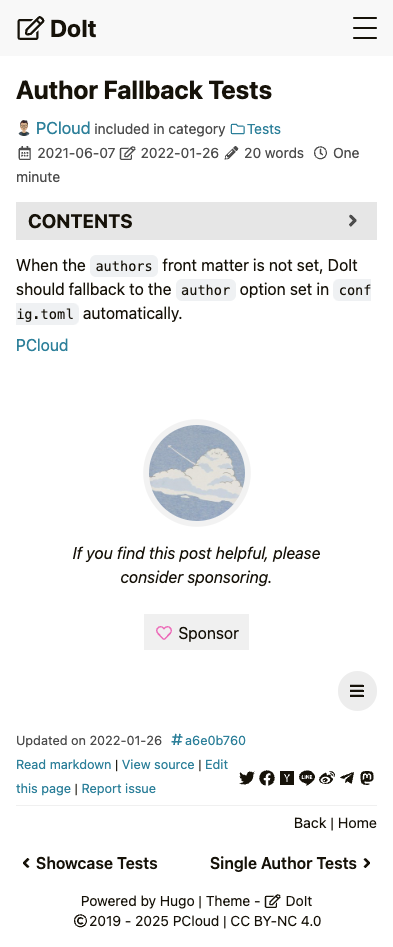 DoIt
Author Fallback Tests
PCloud included in category Tests
2021-06-07 2022-01-26 20 words One
minute
CONTENTS
When the authors front matter is not set, DoIt
should fallback to the author option set in conf
ig.toml automatically.
PCloud
If you find this post helpful, please
consider sponsoring.
Sponsor
Updated on 2022-01-26 #a6e0b760
Read markdown | View source | Edit
this page | Report issue
Back | Home
Showcase Tests Single Author Tests
Powered by Hugo | Theme - DoIt
© 2019 - 2025 PCloud | CC BY-NC 4.0